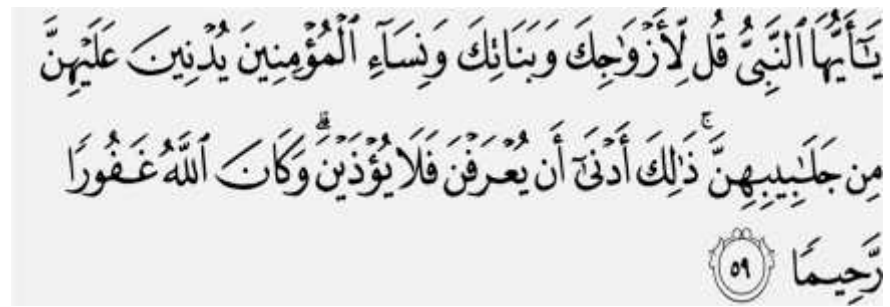 يَـٰٓأَيُّهَا ٱلنَّبِىُّ قُل لِّأَزْوَٰجِكَ وَبَنَاتِكَ وَنِسَآءِ ٱلْمُؤْمِنِينَ يُدْنِينَ عَلَيْهِنَّ
مِن جَلَـٰبِيبِهِنَّ ۚ ذَٰلِكَ أَدْنَىٰٓ أَن يُعْرَفْنَ فَلَا يُؤْذَيْنَ ۗ وَكَانَ ٱللَّهُ غَفُورًا
رَّحِيمًا ٥٩